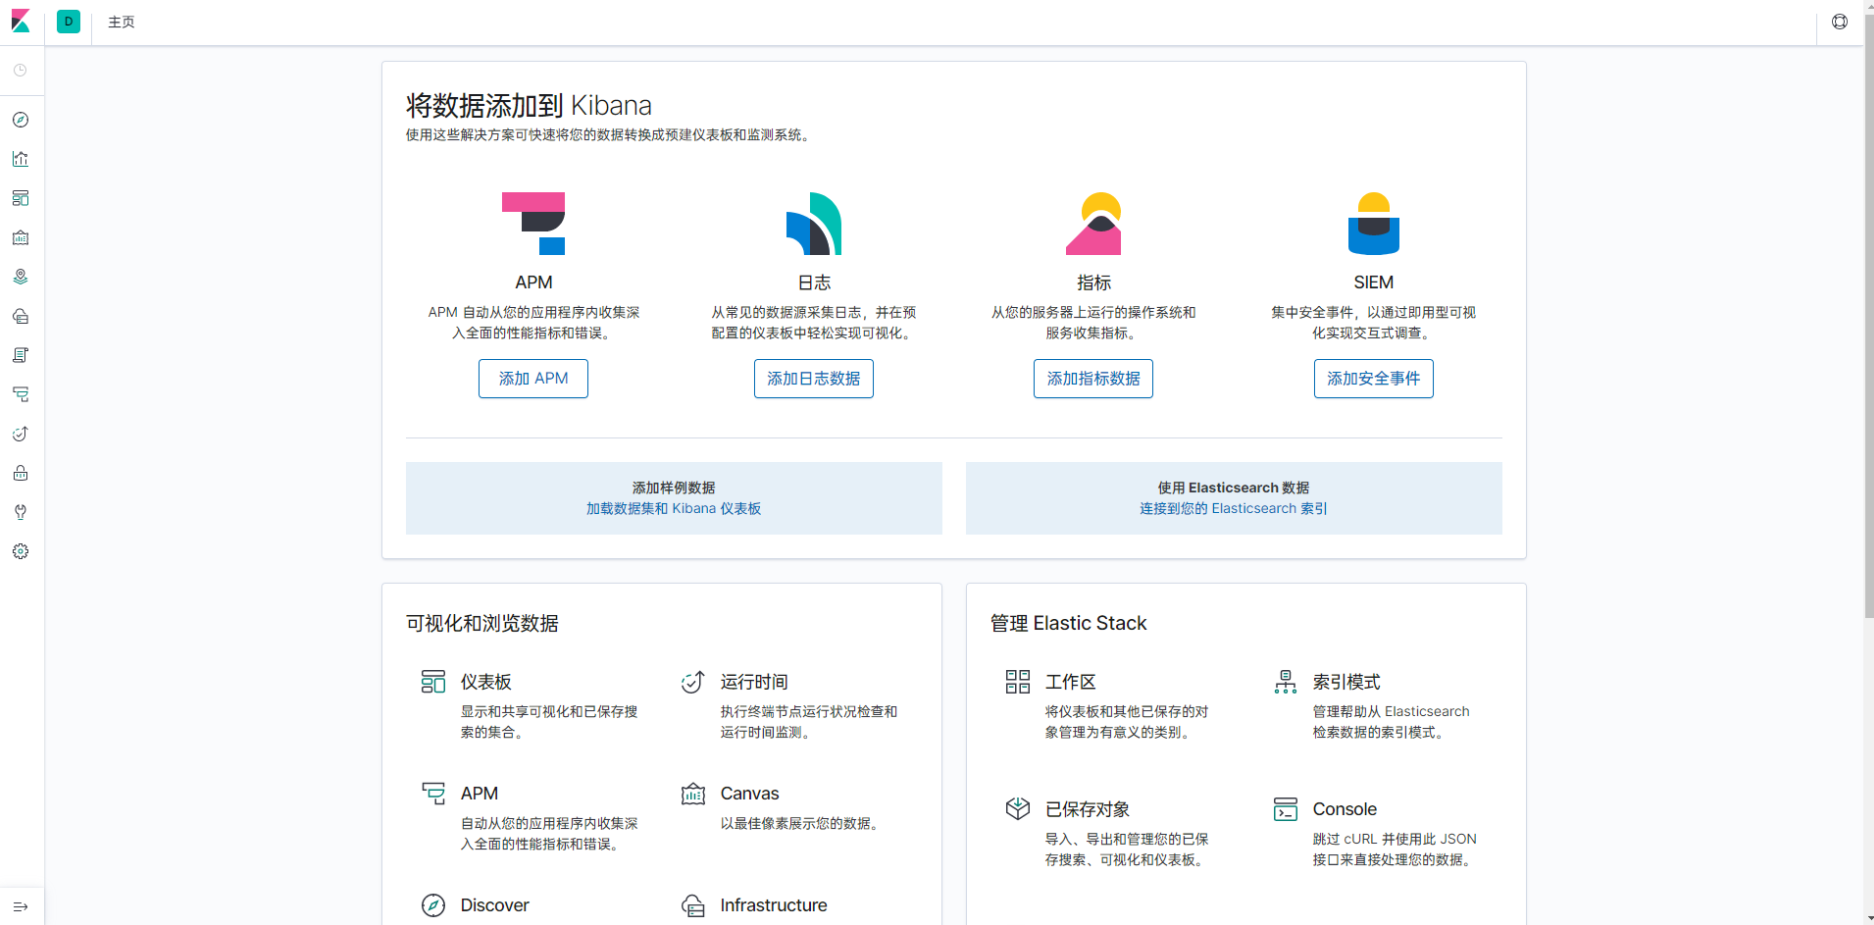 D
主页
将数据添加到 Kibana
使用这些解决方案可快速将您的数据转换成预建仪表板和监测系统。
APM
APM 自动从您的应用程序内收集深
入全面的性能指标和错误。
添加 APM
日志
从常见的数据源采集日志，并在预
配置的仪表板中轻松实现可视化。
添加日志数据
指标
从您的服务器上运行的操作系统和
服务收集指标。
添加指标数据
SIEM
集中安全事件，以通过即用型可视
化实现交互式调查。
添加安全事件
添加样例数据
加载数据集和 Kibana 仪表板
使用 Elasticsearch 数据
连接到您的 Elasticsearch 索引
可视化和浏览数据
仪表板
显示和共享可视化和已保存搜
索的集合。
运行时间
执行终端节点运行状况检查和
运行时间监测。
APM
自动从您的应用程序内收集深
入全面的性能指标和错误。
Canvas
以最佳像素展示您的数据。
Discover
Infrastructure
管理 Elastic Stack
工作区
将仪表板和其他已保存的对
象管理为有意义的类别。
索引模式
管理帮助从 Elasticsearch
检索数据的索引模式。
已保存对象
导入、导出和管理您的已保
存搜索、可视化和仪表板。
Console
跳过 cURL 并使用此 JSON
接口来直接处理您的数据。